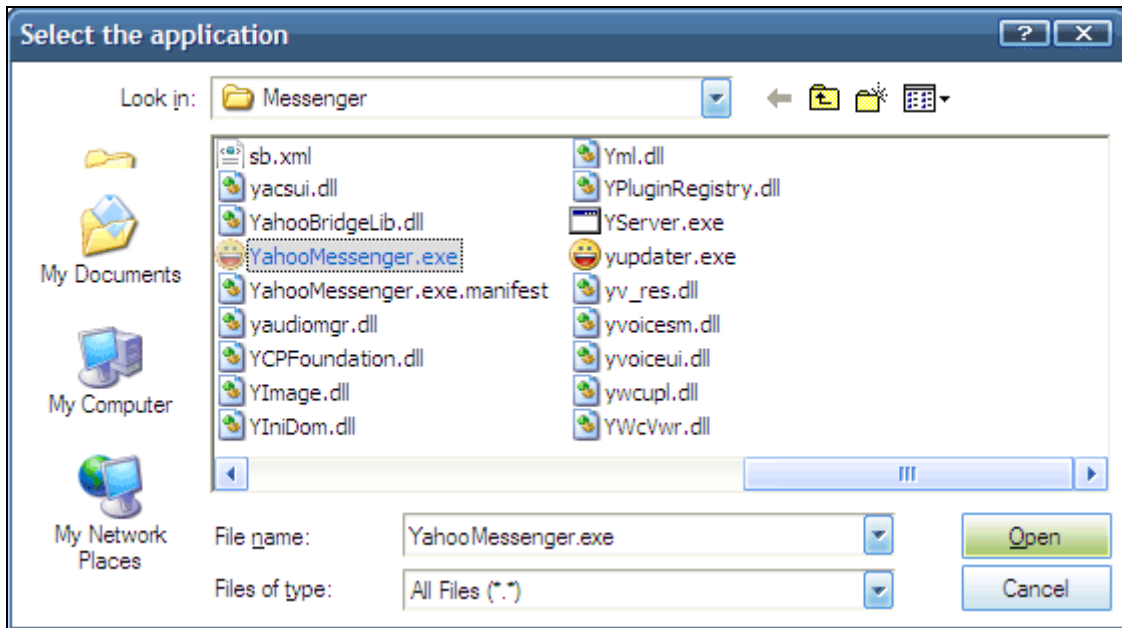 Select the application
Look in: Messenger
sb.xml
yacsui.dll
YahooBridgeLib.dll
YahooMessenger.exe
YahooMessenger.exe.manifest
yaudiomgr.dll
YCPFoundation.dll
YImage.dll
YIniDom.dll
Yml.dll
YPluginRegistry.dll
YServer.exe
yupdater.exe
yv_res.dll
yvoicesm.dll
yvoiceui.dll
ywcupl.dll
YWcVwr.dll
My Documents
My Computer
My Network
Places
File name: YahooMessenger.exe
Open
Files of type: All Files (*.*)
Cancel